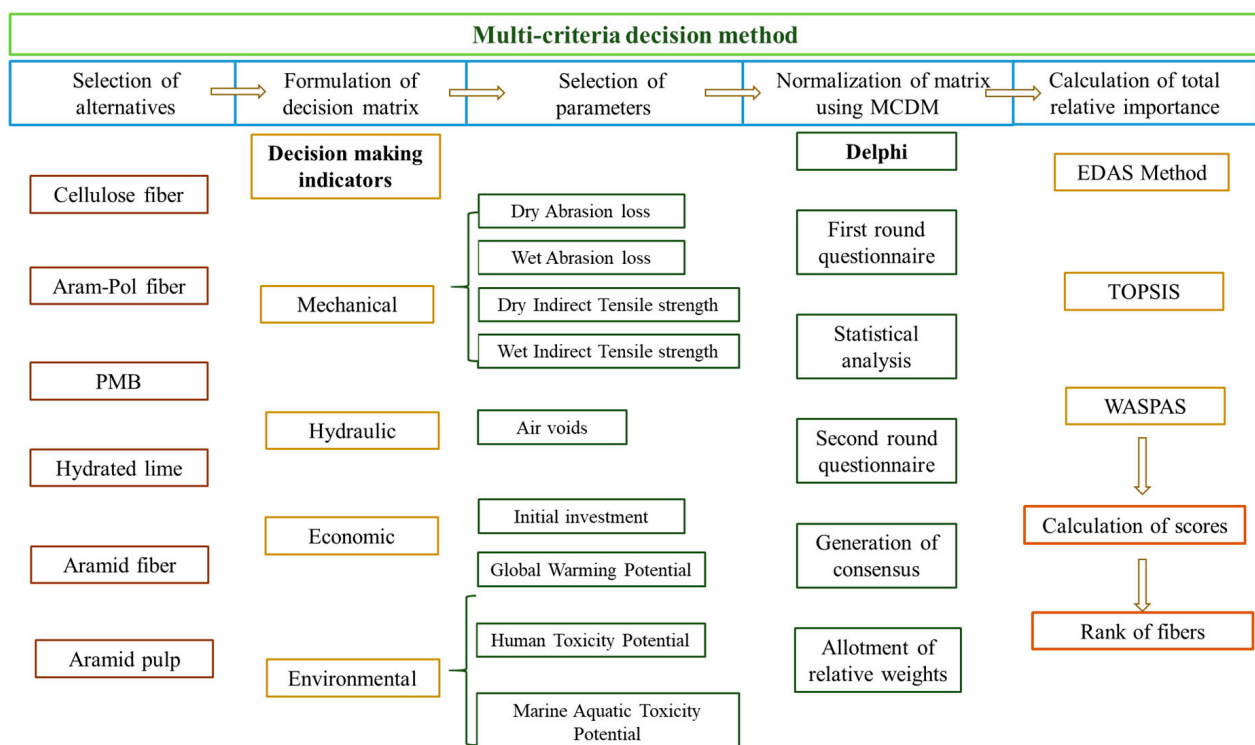 Multi-criteria decision method
Selection of
alternatives
Formulation of
decision matrix
Selection of
parameters
Normalization of matrix
using MCDM
Calculation of total
relative importance
Cellulose fiber
Aram-Pol fiber
PMB
Hydrated lime
Aramid fiber
Aramid pulp
Decision making
indicators
Mechanical
Hydraulic
Economic
Environmental
Dry Abrasion loss
Wet Abrasion loss
Dry Indirect Tensile strength
Wet Indirect Tensile strength
Air voids
Initial investment
Global Warming Potential
Human Toxicity Potential
Marine Aquatic Toxicity
Potential
Delphi
First round
questionnaire
Statistical
analysis
Second round
questionnaire
Generation of
consensus
Allotment of
relative weights
EDAS Method
TOPSIS
WASPAS
Calculation of scores
Rank of fibers